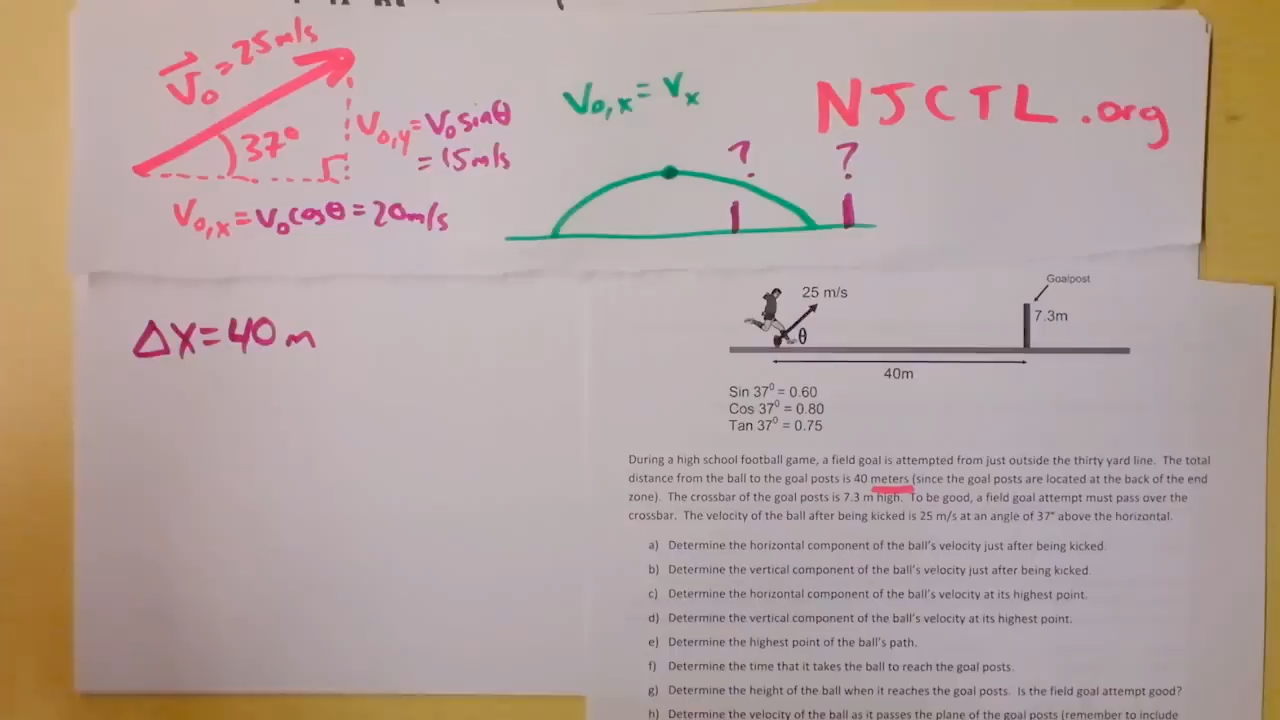 V₀ = 25 m/s
37°
V₀,y = V₀ sinθ
= 15 m/s
V₀,x = V₀ cosθ = 20 m/s
V₀,x = Vx
? ?
NJCTL.org
ΔX = 40 m
Goalpost
25 m/s
7.3m
θ
40m
Sin 37⁰ = 0.60
Cos 37⁰ = 0.80
Tan 37⁰ = 0.75
During a high school football game, a field goal is attempted from just outside the thirty yard line. The total
distance from the ball to the goal posts is 40 meters (since the goal posts are located at the back of the end
zone). The crossbar of the goal posts is 7.3 m high. To be good, a field goal attempt must pass over the
crossbar. The velocity of the ball after being kicked is 25 m/s at an angle of 37° above the horizontal.
a) Determine the horizontal component of the ball's velocity just after being kicked.
b) Determine the vertical component of the ball's velocity just after being kicked.
c) Determine the horizontal component of the ball's velocity at its highest point.
d) Determine the vertical component of the ball's velocity at its highest point.
e) Determine the highest point of the ball's path.
f) Determine the time that it takes the ball to reach the goal posts.
g) Determine the height of the ball when it reaches the goal posts. Is the field goal attempt good?
h) Determine the velocity of the ball as it passes the plane of the goal posts (remember to include